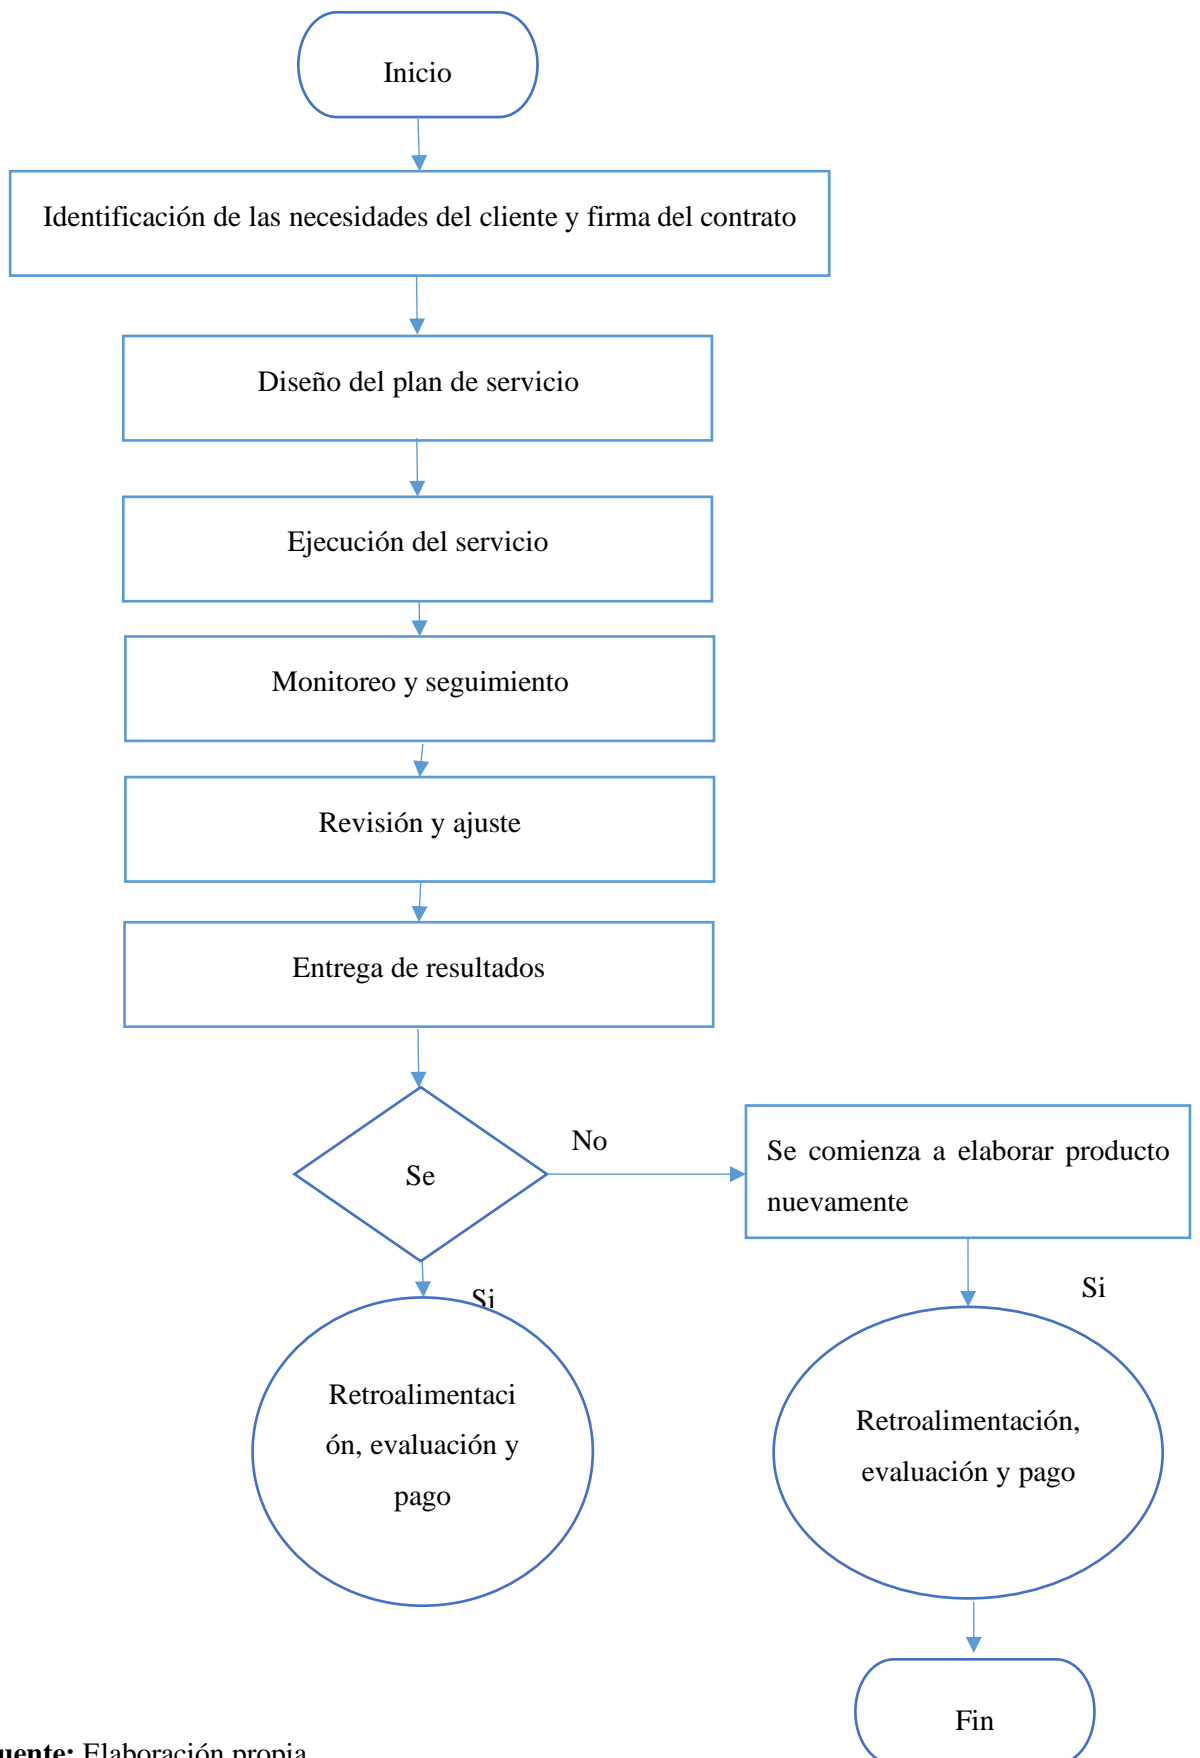 Inicio
Identificación de las necesidades del cliente y firma del contrato
Diseño del plan de servicio
Ejecución del servicio
Monitoreo y seguimiento
Revisión y ajuste
Entrega de resultados
Se
No
Se comienza a elaborar producto
nuevamente
Si
Si
Retroalimentaci
ón, evaluación y
pago
Retroalimentación,
evaluación y pago
Fin
uente: Elaboración propia